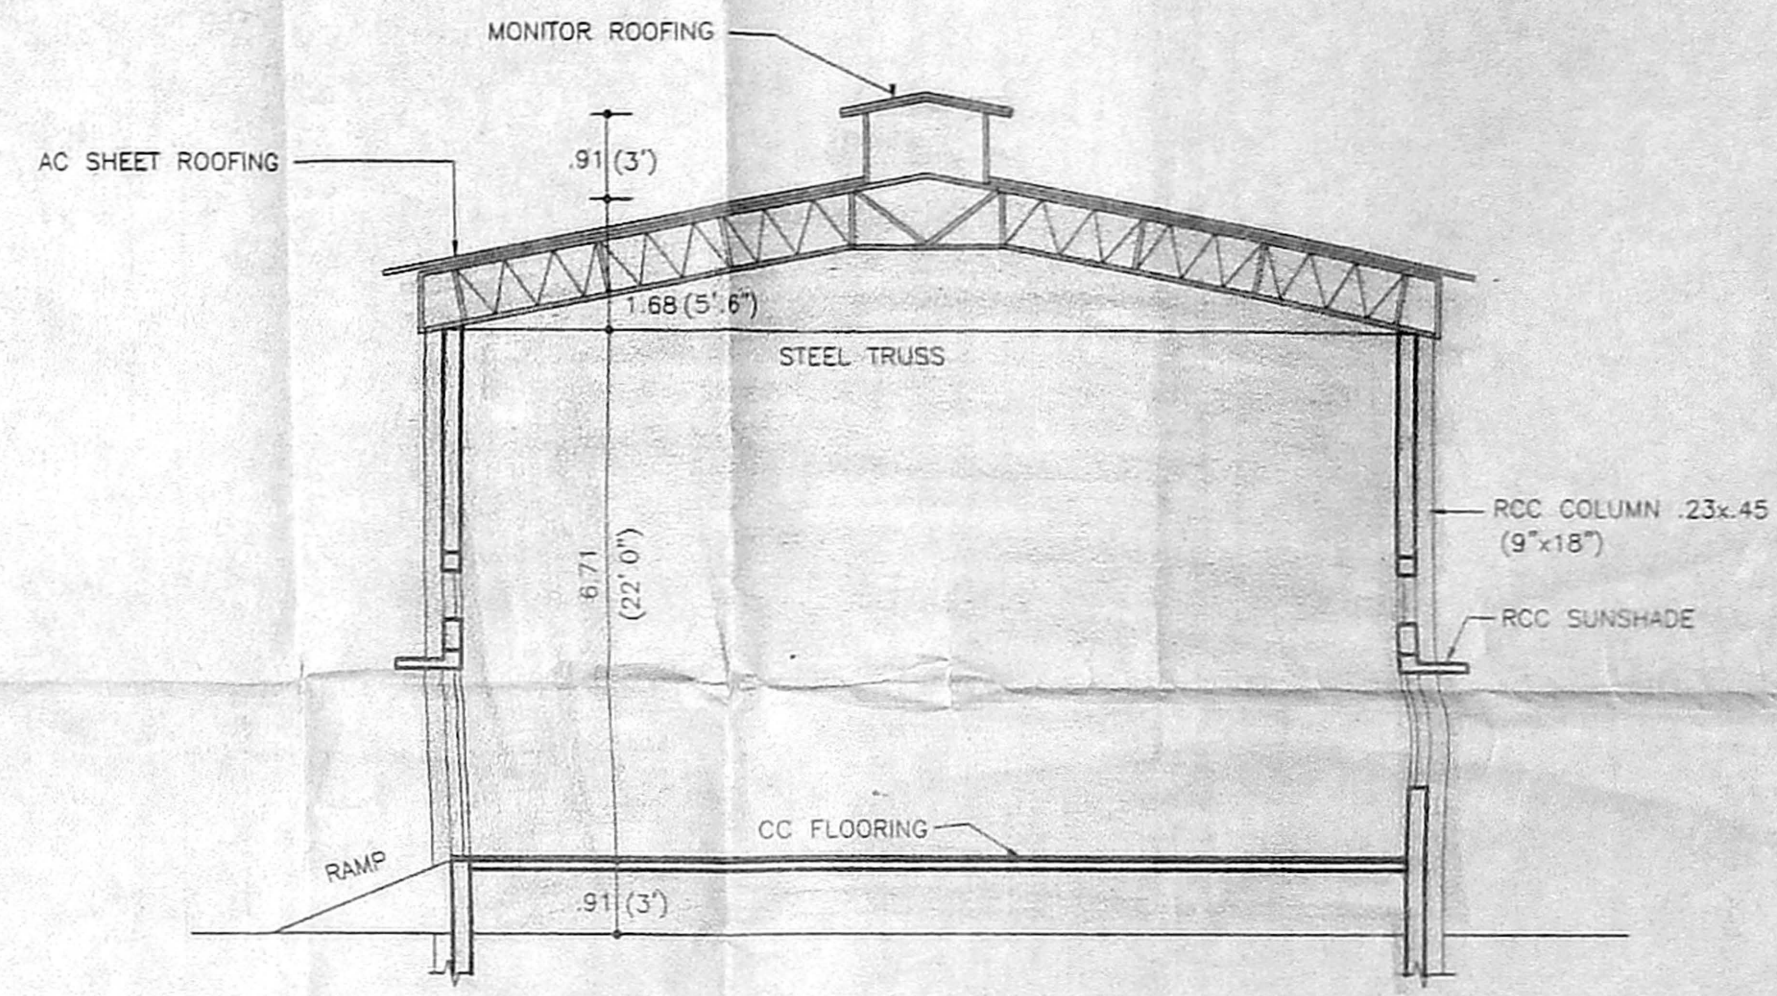 MONITOR ROOFING
.91 (3')
AC SHEET ROOFING
1.68 (5'.6")
STEEL TRUSS
RCC COLUMN .23x.45
(9"x18")
6.71
(22' 0")
RCC SUNSHADE
CC FLOORING
RAMP
.91 (3')